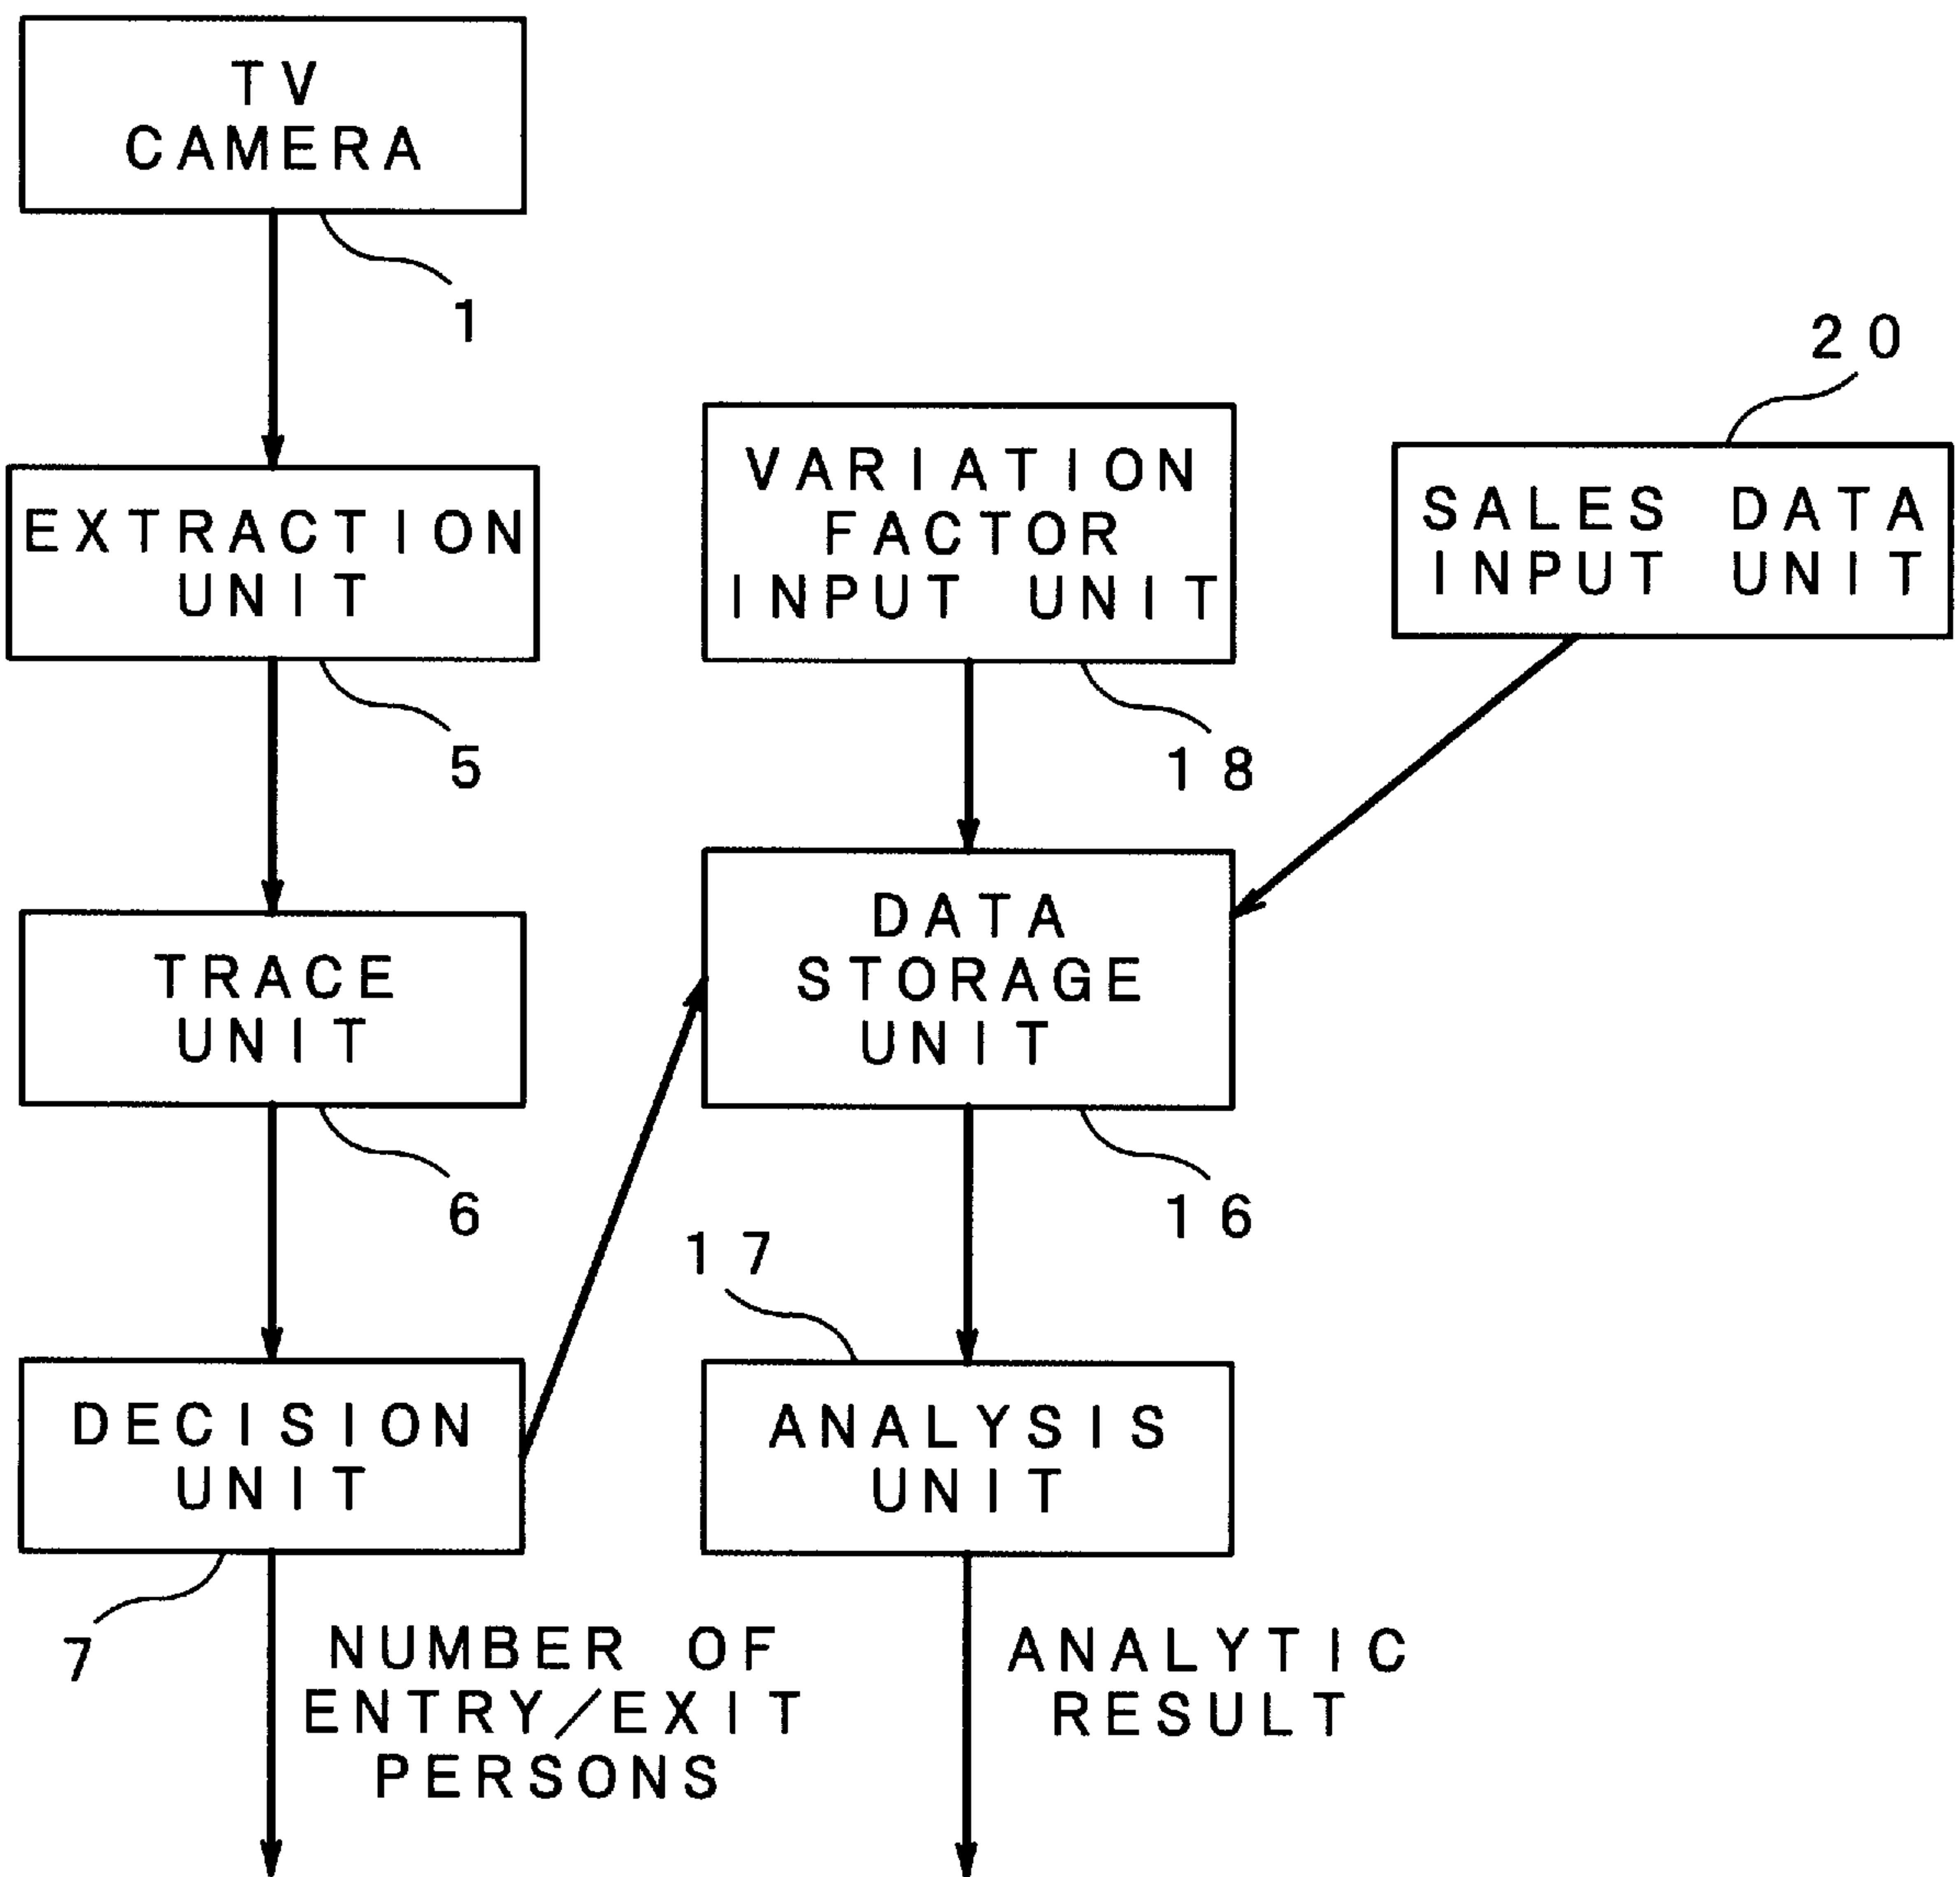 TV
CAMERA
1
EXTRACTION
UNIT
5
TRACE
UNIT
6
DECISION
UNIT
7
NUMBER OF
ENTRY/EXIT
PERSONS
VARIATION
FACTOR
INPUT UNIT
18
SALES DATA
INPUT UNIT
20
DATA
STORAGE
UNIT
16
17
ANALYSIS
UNIT
ANALYTIC
RESULT